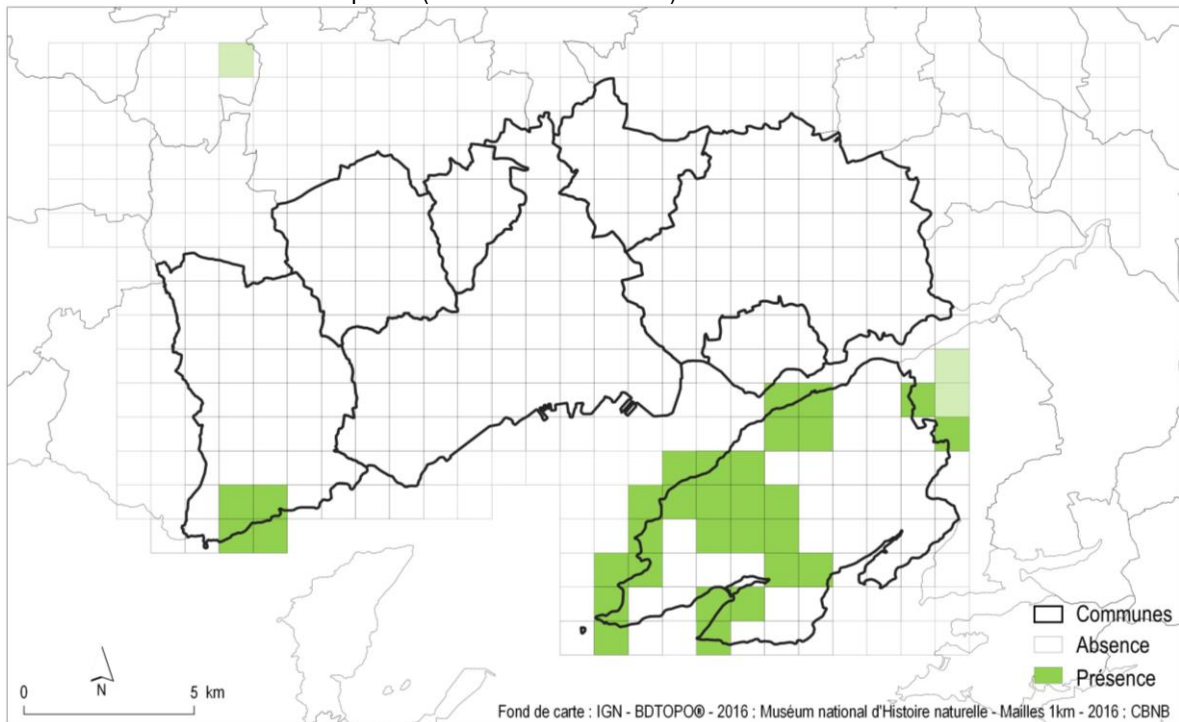 Communes
Absence
Présence
0 N 5 km
Fond de carte : IGN - BDTOPO® - 2016 ; Muséum national d'Histoire naturelle - Mailles 1km - 2016 ; CBNB